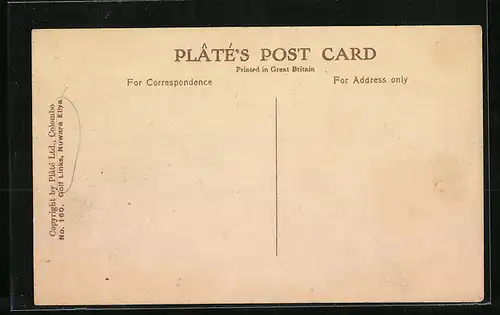 PLÂTÉ'S POST CARD
Printed in Great Britain
For Correspondence
For Address only
Copyright by Plâté Ltd., Colombo
No. 160. Golf Links, Nuwara Eliya.